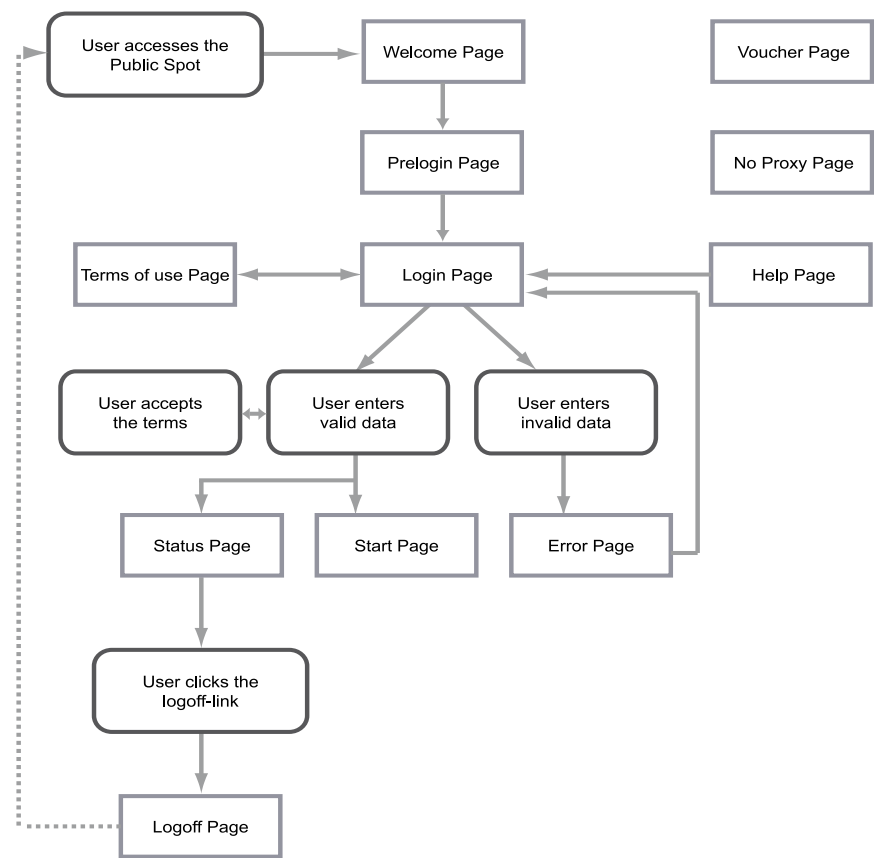 User accesses the
Public Spot
Welcome Page
Voucher Page
Prelogin Page
No Proxy Page
Terms of use Page
Login Page
Help Page
User accepts
the terms
User enters
valid data
User enters
invalid data
Status Page
Start Page
Error Page
User clicks the
logoff-link
Logoff Page